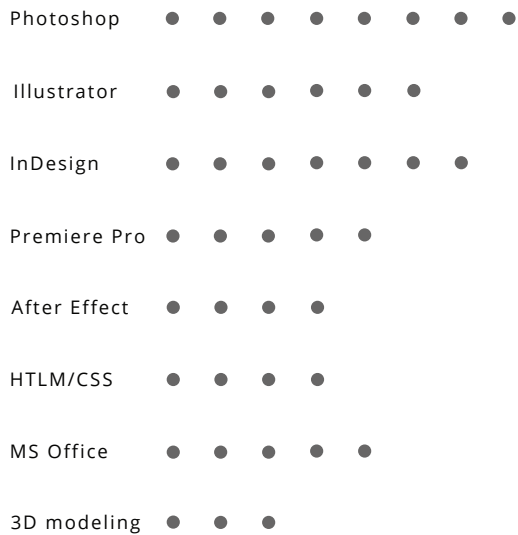 Photoshop
Illustrator
InDesign
Premiere Pro
After Effect
HTLM/CSS
MS Office
3D modeling